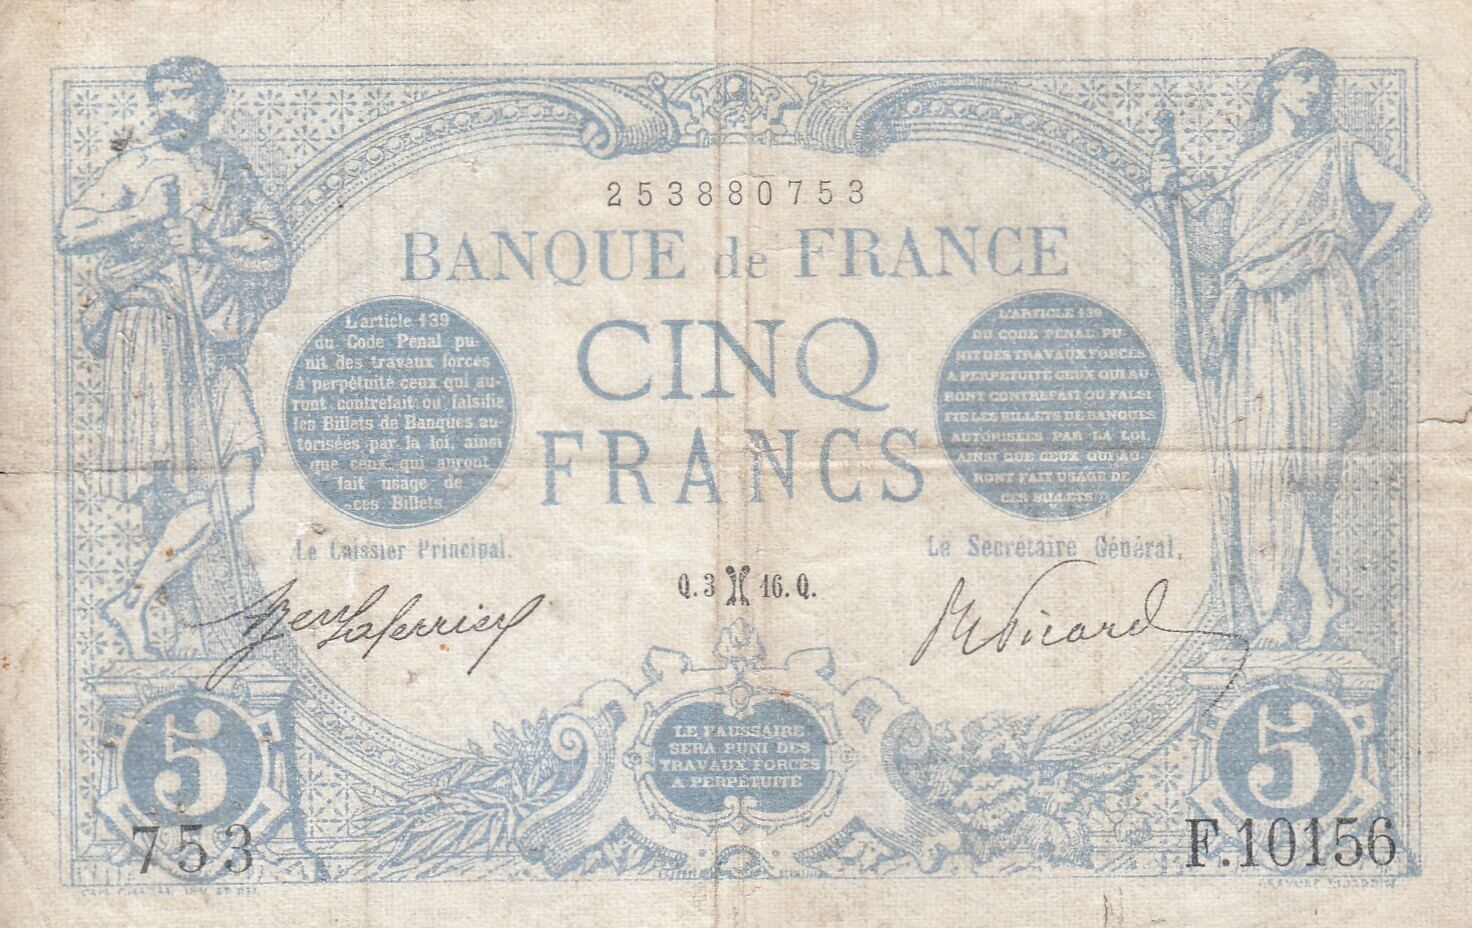 253880753
BANQUE de FRANCE
CINQ
FRANCS
L'article 139
du Code Pénal pu-
nit des travaux forcés
à perpétuité ceux qui au-
ront contrefait ou falsifié
les Billets de Banques au-
torisées par la loi, ainsi
que ceux qui auront
fait usage de
ces Billets
L'ARTICLE 139
DU CODE PÉNAL PU-
NIT DES TRAVAUX FORCÉS
A PERPÉTUITÉ CEUX QUI AU
RONT CONTREFAIT OU FALSI
FIÉ LES BILLETS DE BANQUES
AUTORISÉES PAR LA LOI,
AINSI QUE CEUX QUI AU
RONT FAIT USAGE DE
CES BILLETS
Le Caissier Principal.
Le Secrétaire Général,
Q.3 16.Q.
Picard
5
LE FAUSSAIRE
SERA PUNI DES
TRAVAUX FORCÉS
A PERPÉTUITÉ
5
753
F.10156